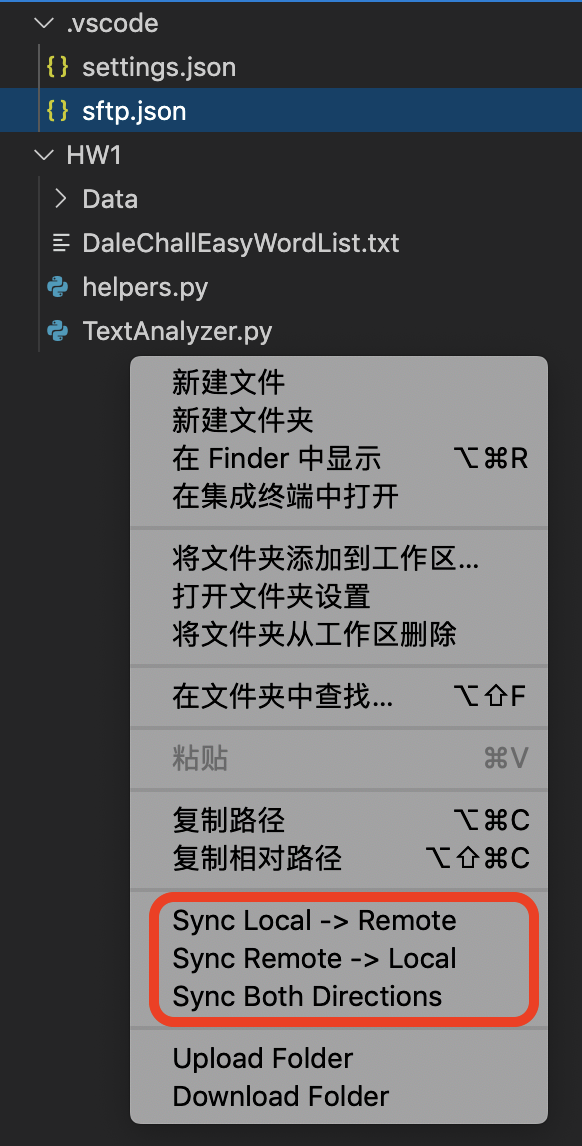 .vscode
{} settings.json
{} sftp.json
HW1
Data
DaleChallEasyWordList.txt
helpers.py
TextAnalyzer.py
新建文件
新建文件夹
在 Finder 中显示 ⌥⌘R
在集成终端中打开
将文件夹添加到工作区...
打开文件夹设置
将文件夹从工作区删除
在文件夹中查找... ⌥⇧F
粘贴 ⌘V
复制路径 ⌥⌘C
复制相对路径 ⌥⇧⌘C
Sync Local -> Remote
Sync Remote -> Local
Sync Both Directions
Upload Folder
Download Folder